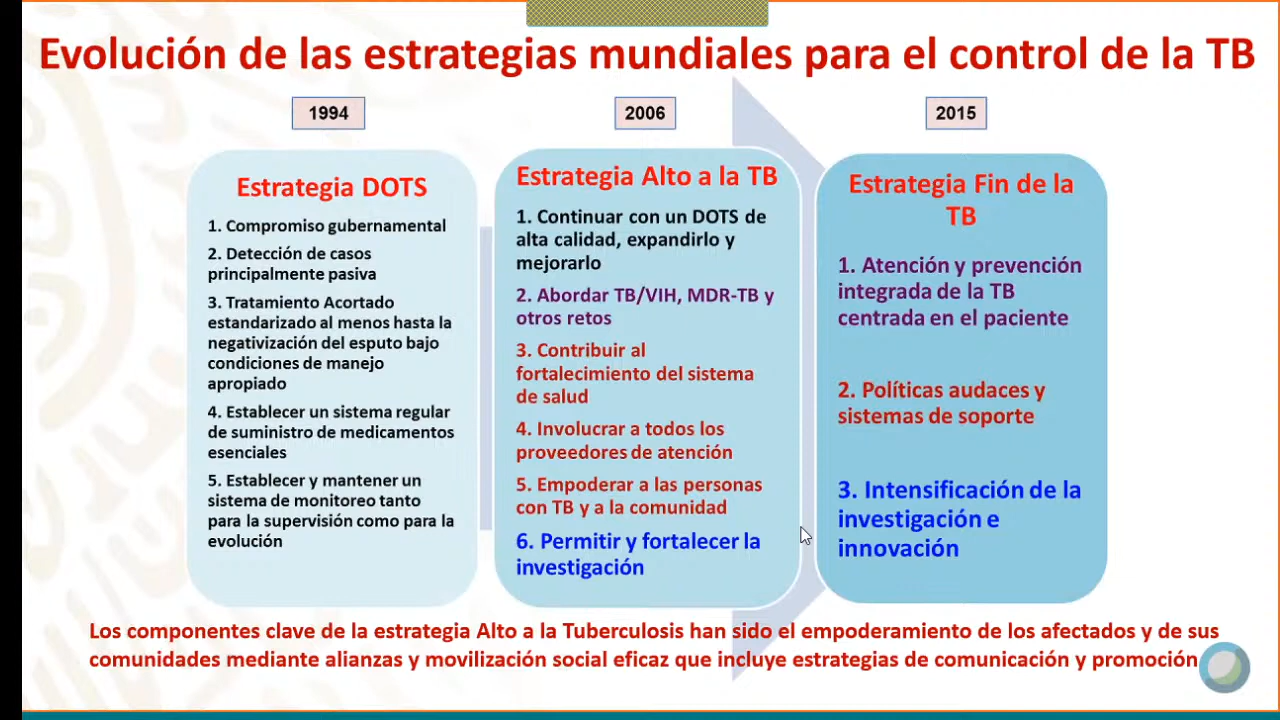 Evolución de las estrategias mundiales para el control de la TB
1994
Estrategia DOTS
1. Compromiso gubernamental
2. Detección de casos
principalmente pasiva
3. Tratamiento Acortado
estandarizado al menos hasta la
negativización del esputo bajo
condiciones de manejo
apropiado
4. Establecer un sistema regular
de suministro de medicamentos
esenciales
5. Establecer y mantener un
sistema de monitoreo tanto
para la supervisión como para la
evolución
2006
Estrategia Alto a la TB
1. Continuar con un DOTS de
alta calidad, expandirlo y
mejorarlo
2. Abordar TB/VIH, MDR-TB y
otros retos
3. Contribuir al
fortalecimiento del sistema
de salud
4. Involucrar a todos los
proveedores de atención
5. Empoderar a las personas
con TB y a la comunidad
6. Permitir y fortalecer la
investigación
2015
Estrategia Fin de la
TB
1. Atención y prevención
integrada de la TB
centrada en el paciente
2. Políticas audaces y
sistemas de soporte
3. Intensificación de la
investigación e
innovación
Los componentes clave de la estrategia Alto a la Tuberculosis han sido el empoderamiento de los afectados y de sus
comunidades mediante alianzas y movilización social eficaz que incluye estrategias de comunicación y promoción